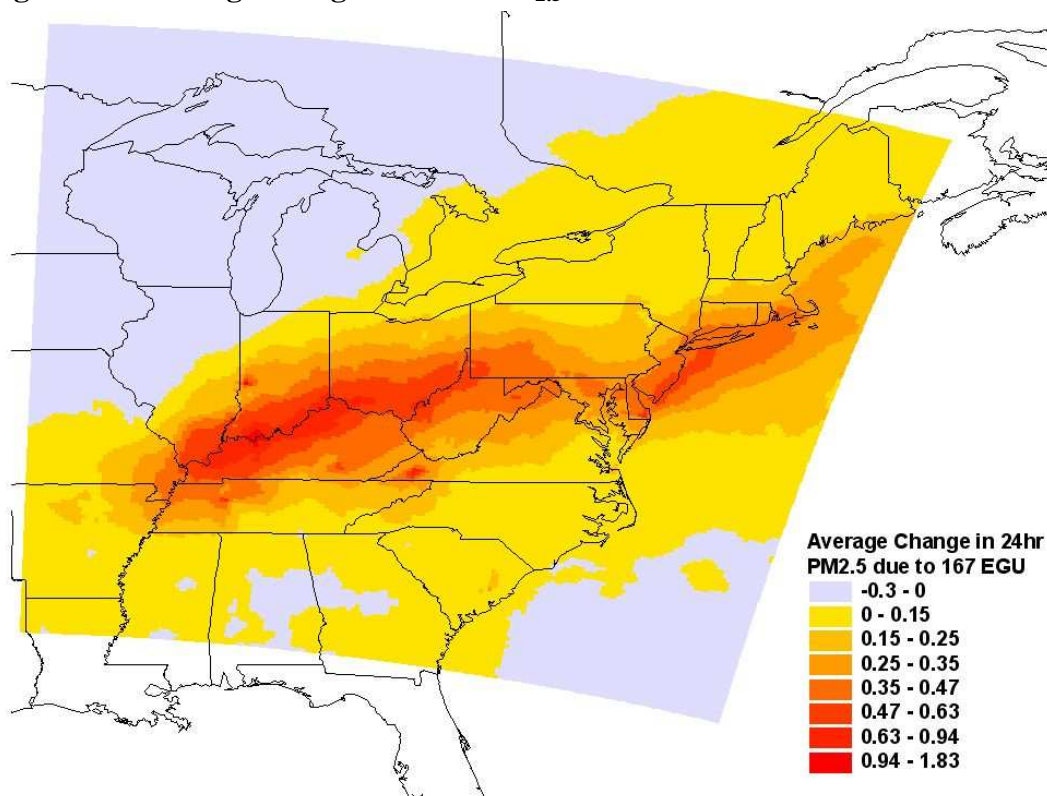 2.5
Average Change in 24hr
PM2.5 due to 167 EGU
-0.3 - 0
0 - 0.15
0.15 - 0.25
0.25 - 0.35
0.35 - 0.47
0.47 - 0.63
0.63 - 0.94
0.94 - 1.83